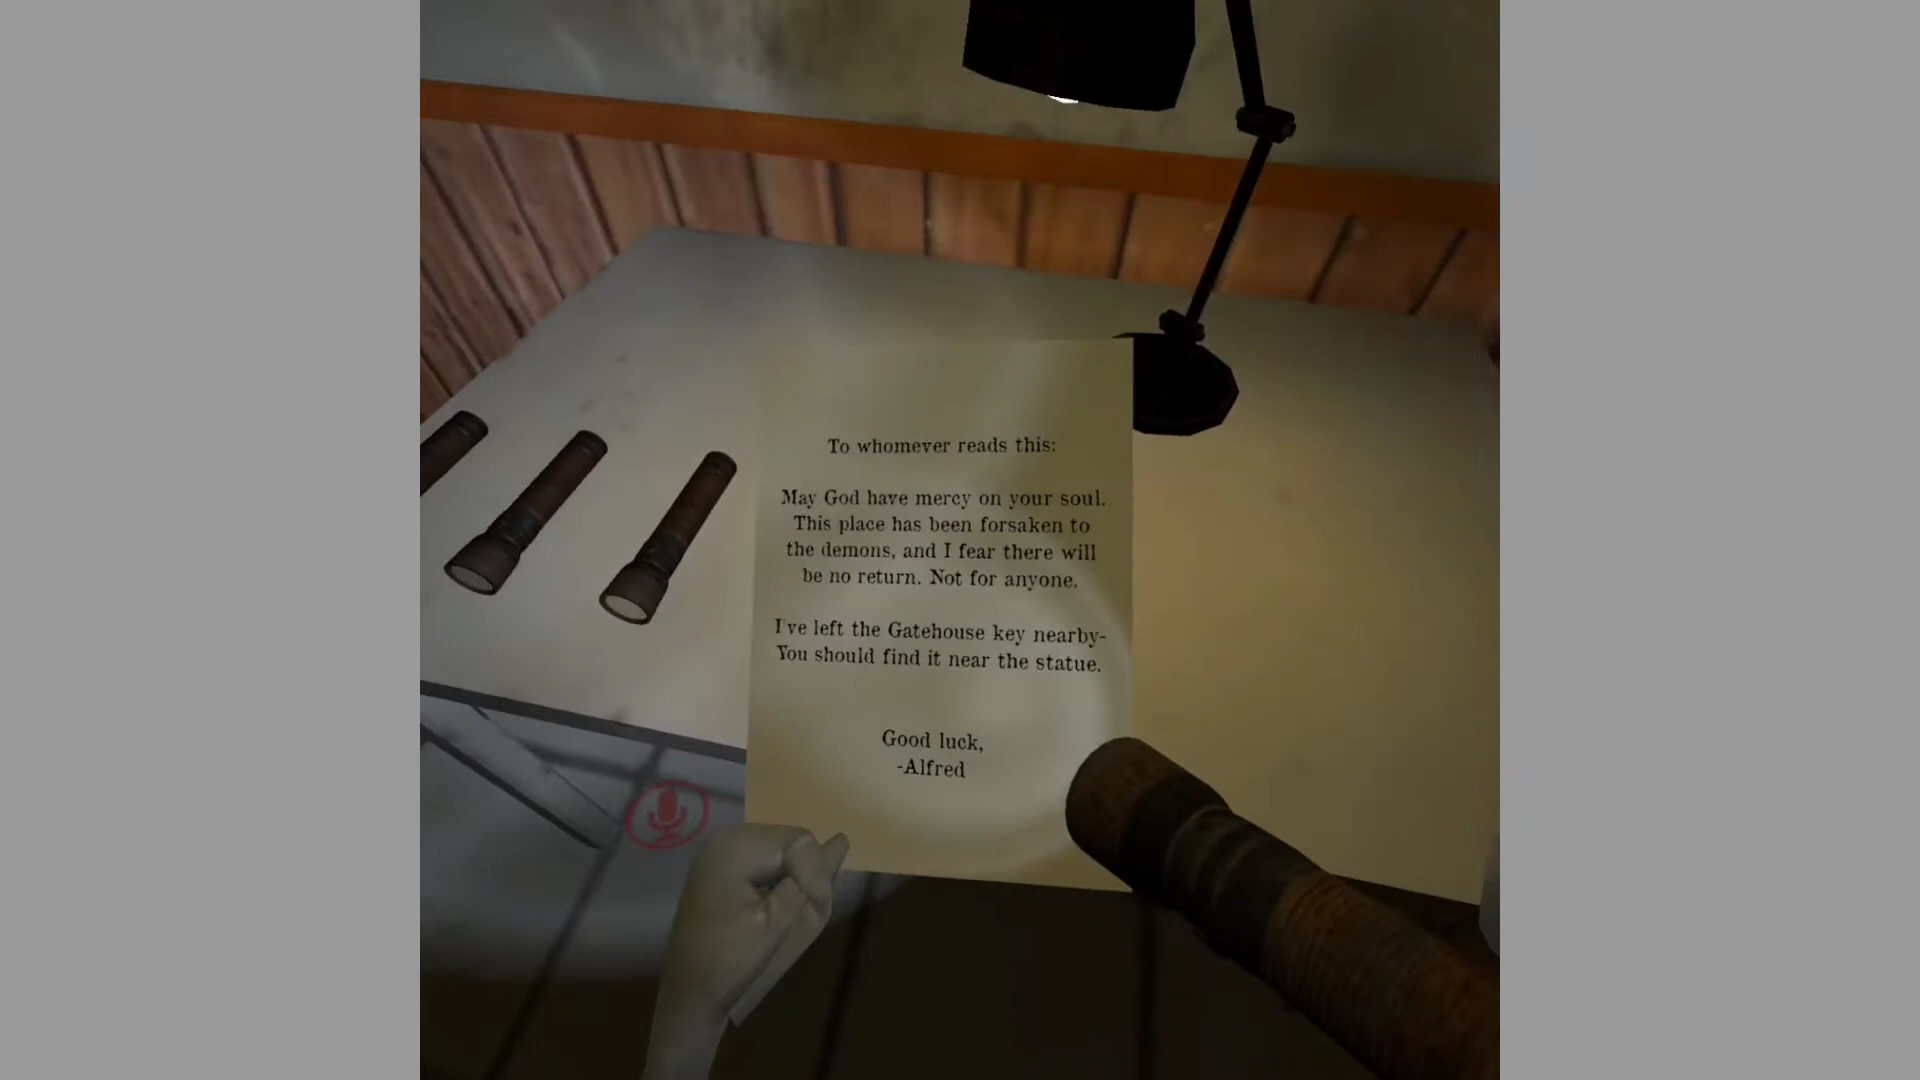 To whomever reads this:
May God have mercy on your soul.
This place has been forsaken to
the demons, and I fear there will
be no return. Not for anyone.
I've left the Gatehouse key nearby-
You should find it near the statue.
Good luck,
-Alfred